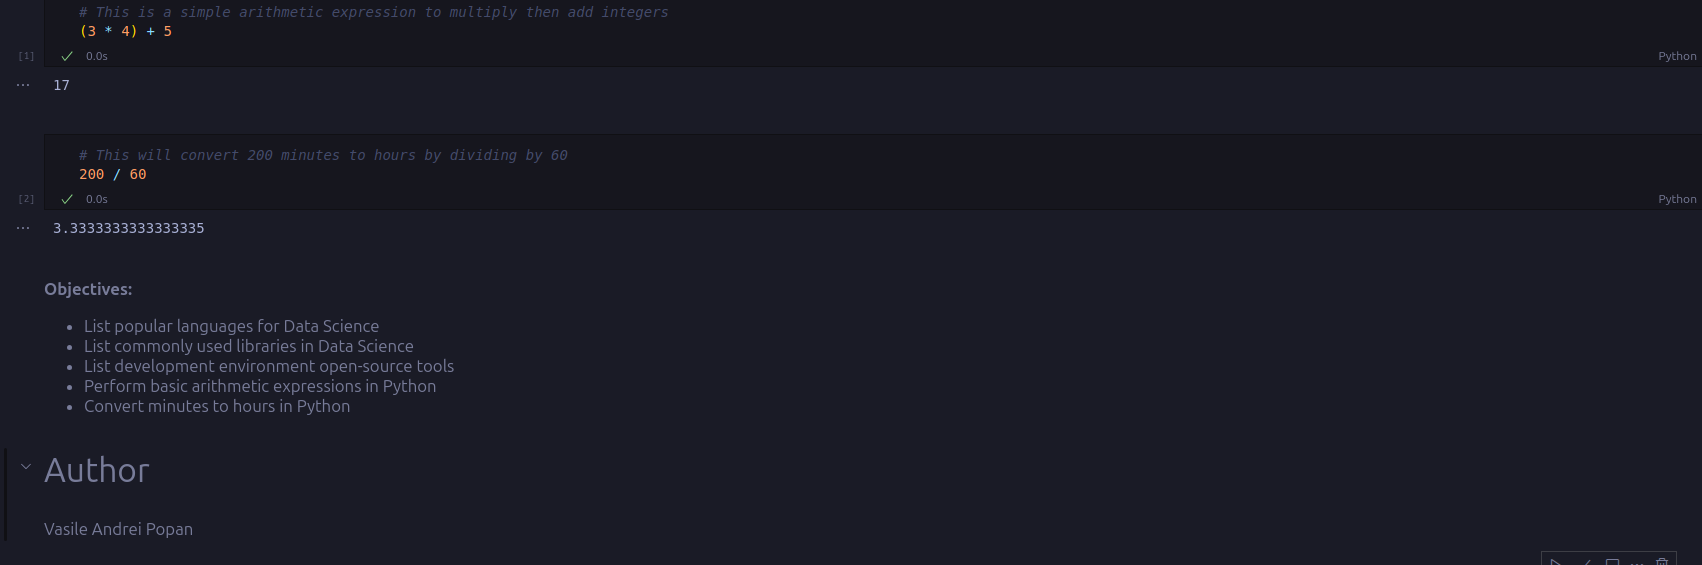 # This is a simple arithmetic expression to multiply then add integers
(3 * 4) + 5
[1] 0.0s Python
... 17
# This will convert 200 minutes to hours by dividing by 60
200 / 60
[2] 0.0s Python
... 3.3333333333333335
Objectives:
• List popular languages for Data Science
• List commonly used libraries in Data Science
• List development environment open-source tools
• Perform basic arithmetic expressions in Python
• Convert minutes to hours in Python
Author
Vasile Andrei Popan